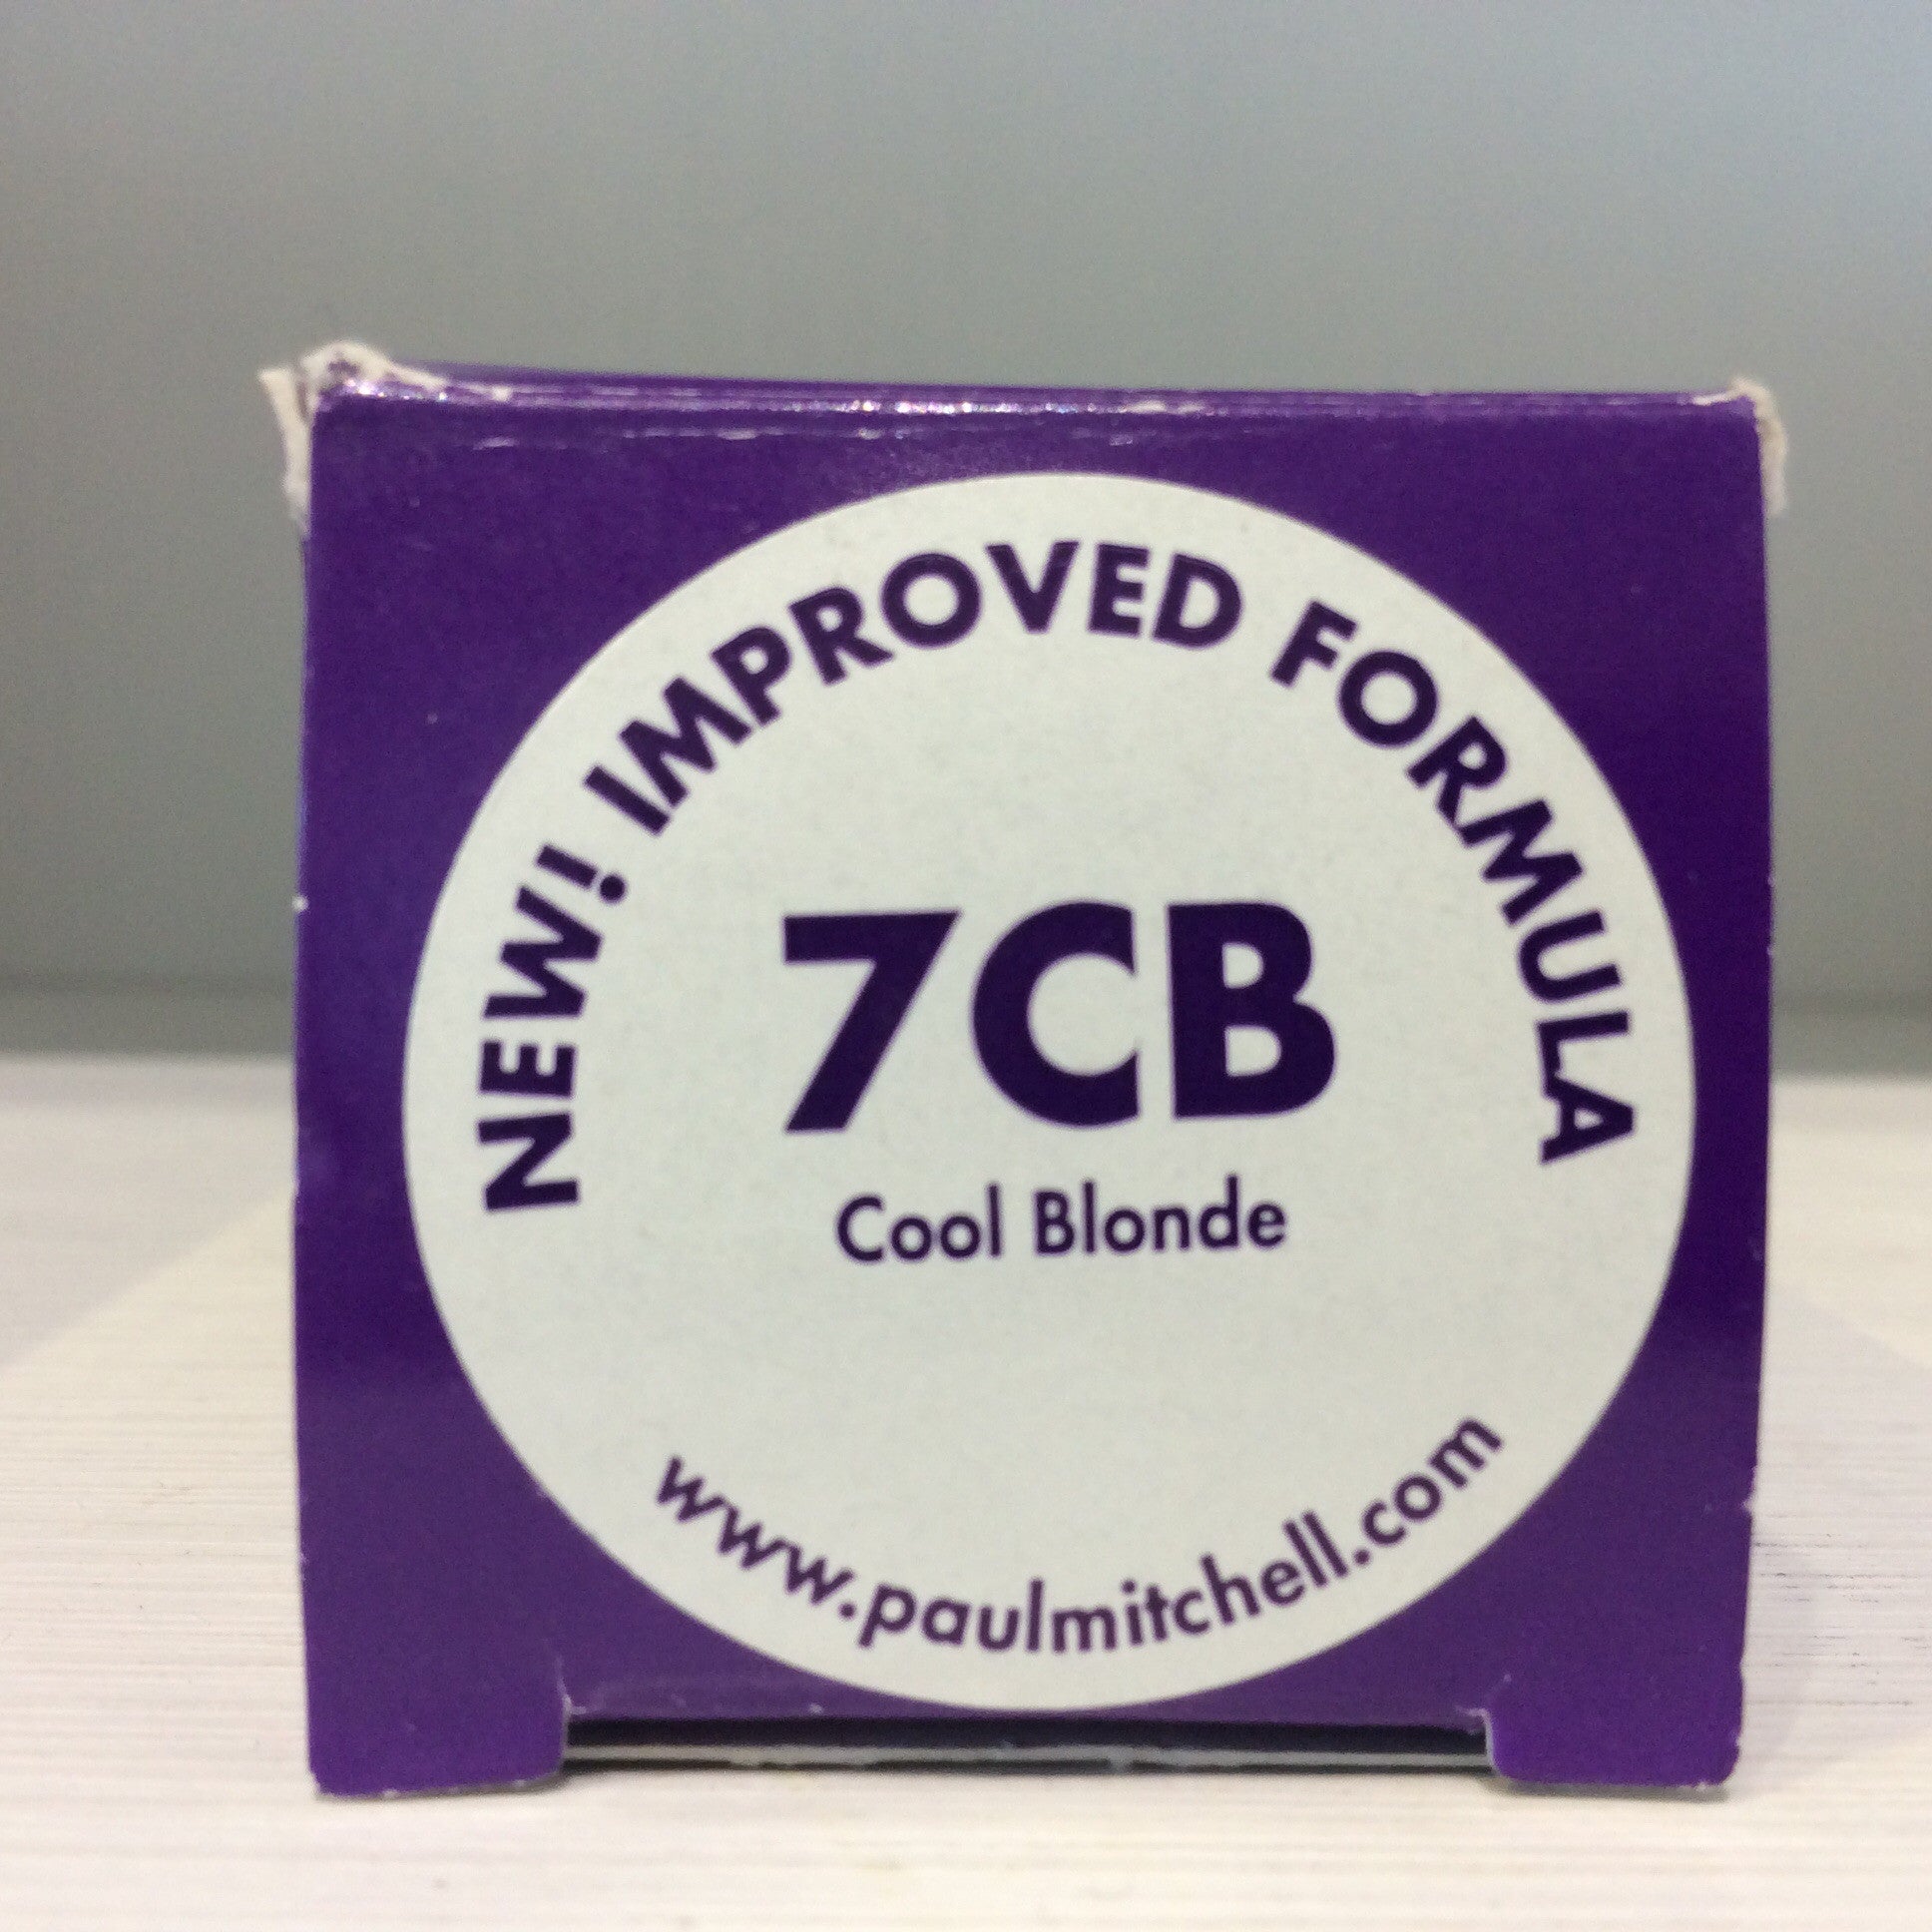 NEW! IMPROVED FORMULA
7CB
Cool Blonde
www.paulmitchell.com